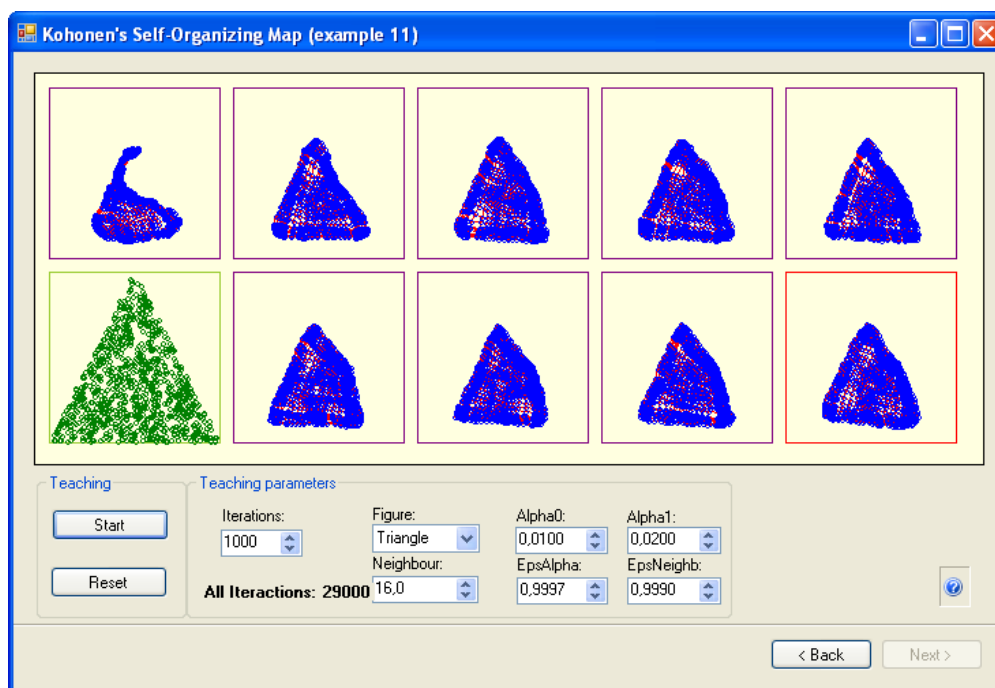 Kohonen's Self-Organizing Map (example 11)
Teaching
Start
Reset
Teaching parameters
Iterations:
1000
All Iteractions: 29000
Figure:
Triangle
Neighbour:
16,0
Alpha0:
0,0100
EpsAlpha:
0,9997
Alpha1:
0,0200
EpsNeighb:
0,9990
?
< Back
Next >